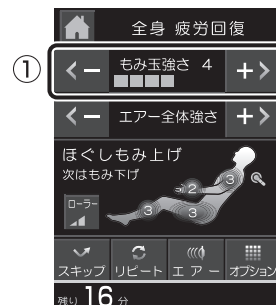 全身 疲労回復
①
もみ玉強さ 4
エアー全体強さ
ほぐしもみ上げ
次はもみ下げ
ローラー
2
3
3
3
スキップ リピート エアー オプション
残り 16 分